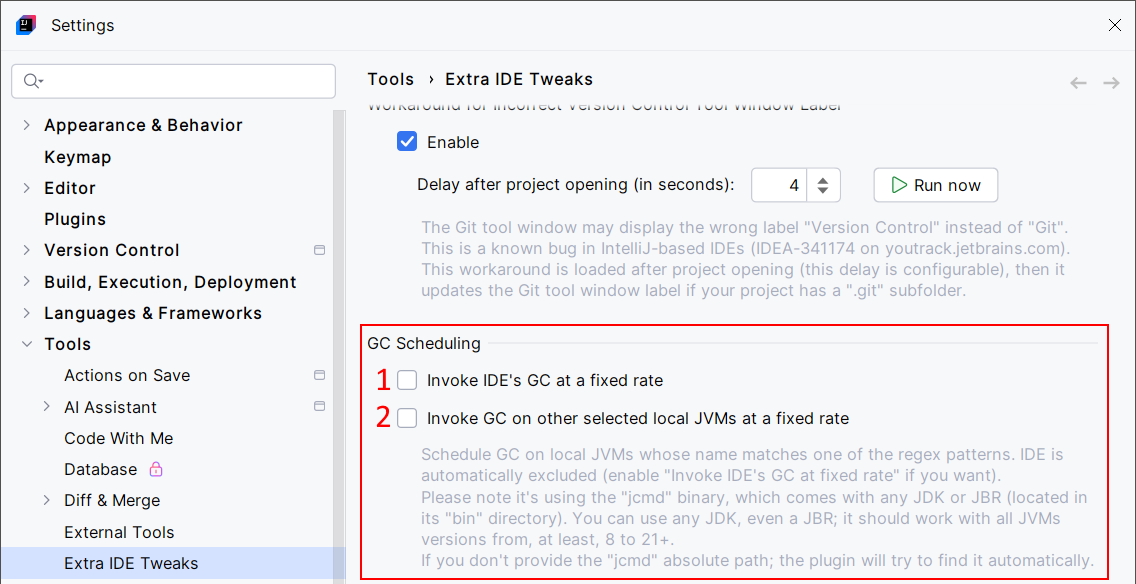 Settings
Tools › Extra IDE Tweaks
Workaround for Incorrect Version Control Tool Window Label
Appearance & Behavior
Keymap
Editor
Plugins
Version Control
Build, Execution, Deployment
Languages & Frameworks
Tools
Actions on Save
AI Assistant
Code With Me
Database
Diff & Merge
External Tools
Extra IDE Tweaks
Enable
Delay after project opening (in seconds): 4 Run now
The Git tool window may display the wrong label "Version Control" instead of "Git".
This is a known bug in IntelliJ-based IDEs (IDEA-341174 on youtrack.jetbrains.com).
This workaround is loaded after project opening (this delay is configurable), then it
updates the Git tool window label if your project has a ".git" subfolder.
GC Scheduling
1 Invoke IDE's GC at a fixed rate
2 Invoke GC on other selected local JVMs at a fixed rate
Schedule GC on local JVMs whose name matches one of the regex patterns. IDE is
automatically excluded (enable "Invoke IDE's GC at fixed rate" if you want).
Please note it's using the "jcmd" binary, which comes with any JDK or JBR (located in
its "bin" directory). You can use any JDK, even a JBR; it should work with all JVMs
versions from, at least, 8 to 21+.
If you don't provide the "jcmd" absolute path; the plugin will try to find it automatically.